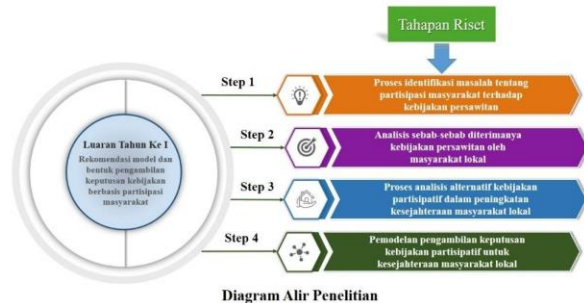 Tahapan Riset
Step 1
Proses identifikasi masalah tentang
partisipasi masyarakat terhadap
kebijakan persawitan
Step 2
Analisis sebab-sebab diterimanya
kebijakan persawitan oleh
masyarakat lokal
Luaran Tahun Ke I
Rekomendasi model dan
bentuk pengambilan
keputusan kebijakan
berbasis partisipasi
masyarakat
Step 3
Proses analisis alternatif kebijakan
partisipatif dalam peningkatan
kesejahteraan masyarakat lokal
Step 4
Pemodelan pengambilan keputusan
kebijakan partisipatif untuk
kesejahteraan masyarakat lokal
Diagram Alir Penelitian